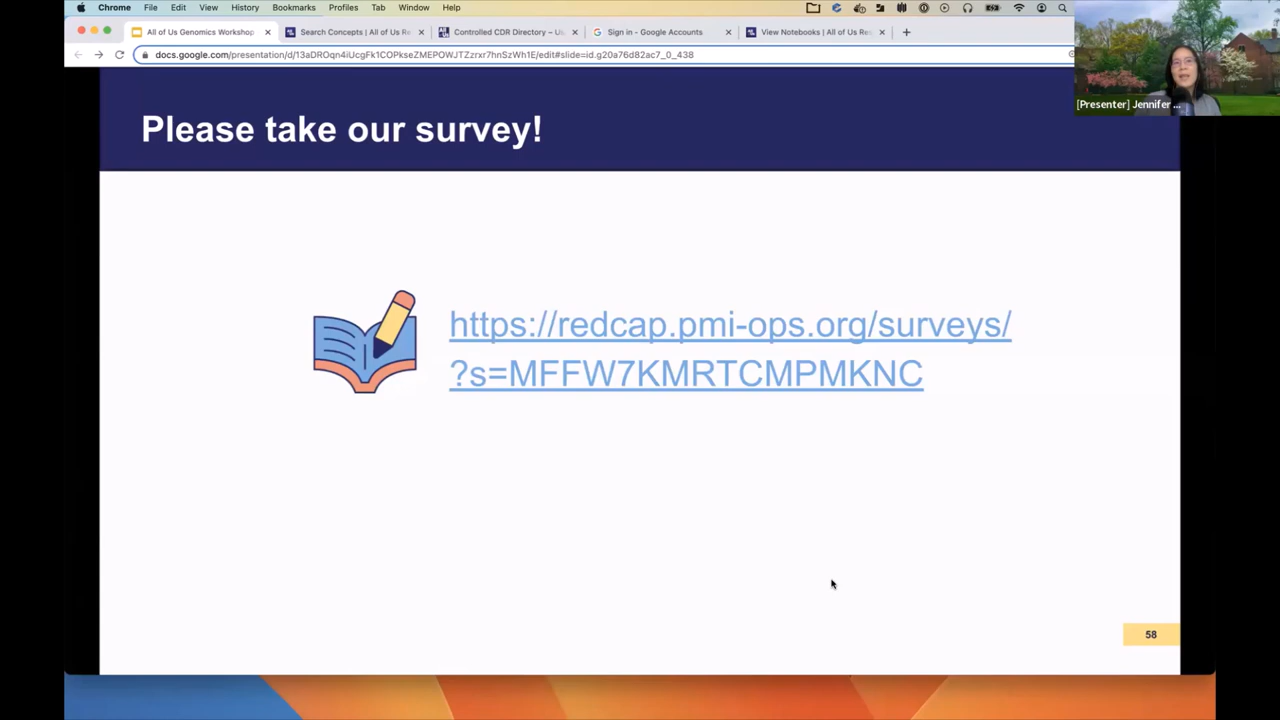 Chrome File Edit View History Bookmarks Profiles Tab Window Help
All of Us Genomics Workshop
Search Concepts | All of Us Re
Controlled CDR Directory – Us
Sign in - Google Accounts
View Notebooks | All of Us Res
docs.google.com/presentation/d/13aDROqn4iUcgFk1COPkseZMEPOWJTZzrxr7hnSzWh1E/edit#slide=id.g20a76d82ac7_0_438
[Presenter] Jennifer ...
Please take our survey!
https://redcap.pmi-ops.org/surveys/
?s=MFFW7KMRTCMPMKNC
58